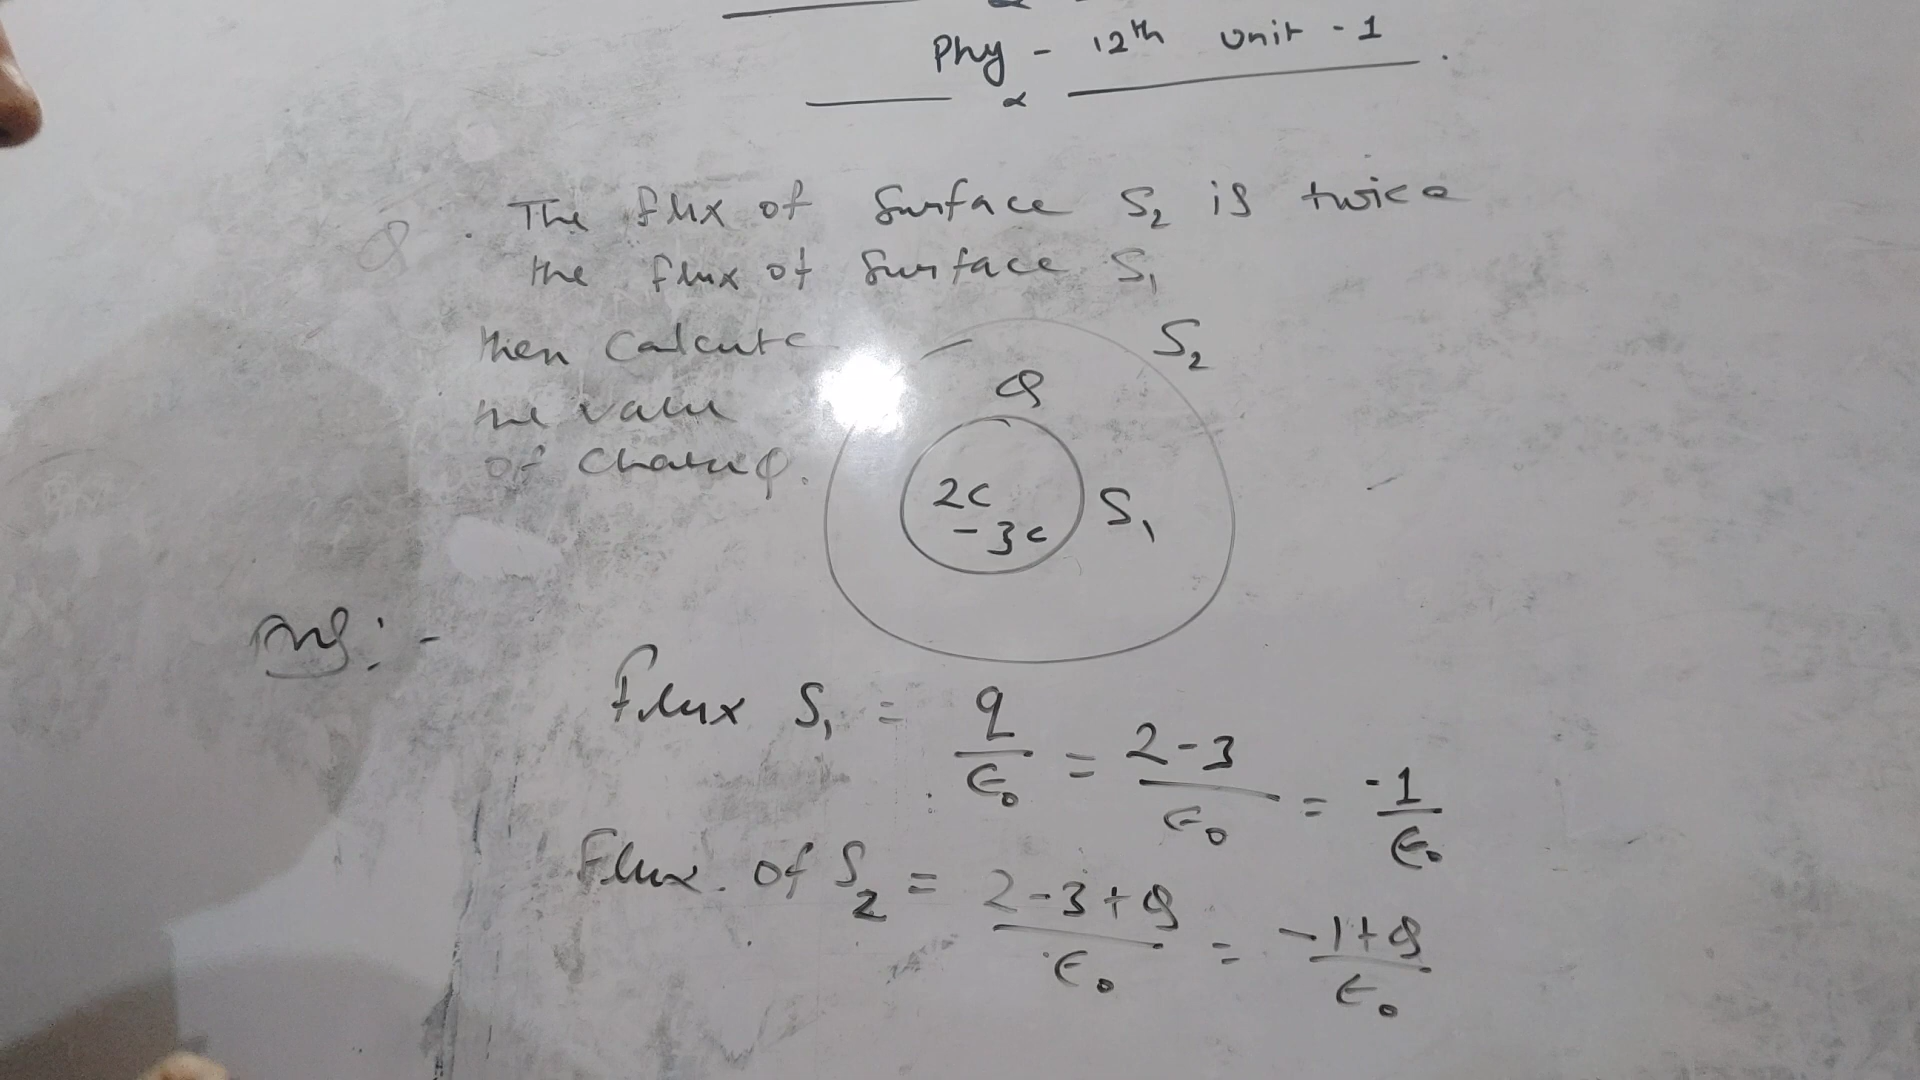 Phy - 12th unit - 1
The flux of surface S₂ is twice
the flux of surface S₁
then Calcute
the value
of
Q.
S₂
Q
2C
-3C
S₁
Ans:-
Flux S₁ = q/ε₀ = 2-3/ε₀ = -1/ε₀
Flux of S₂ = 2-3+Q/ε₀ = -1+Q/ε₀